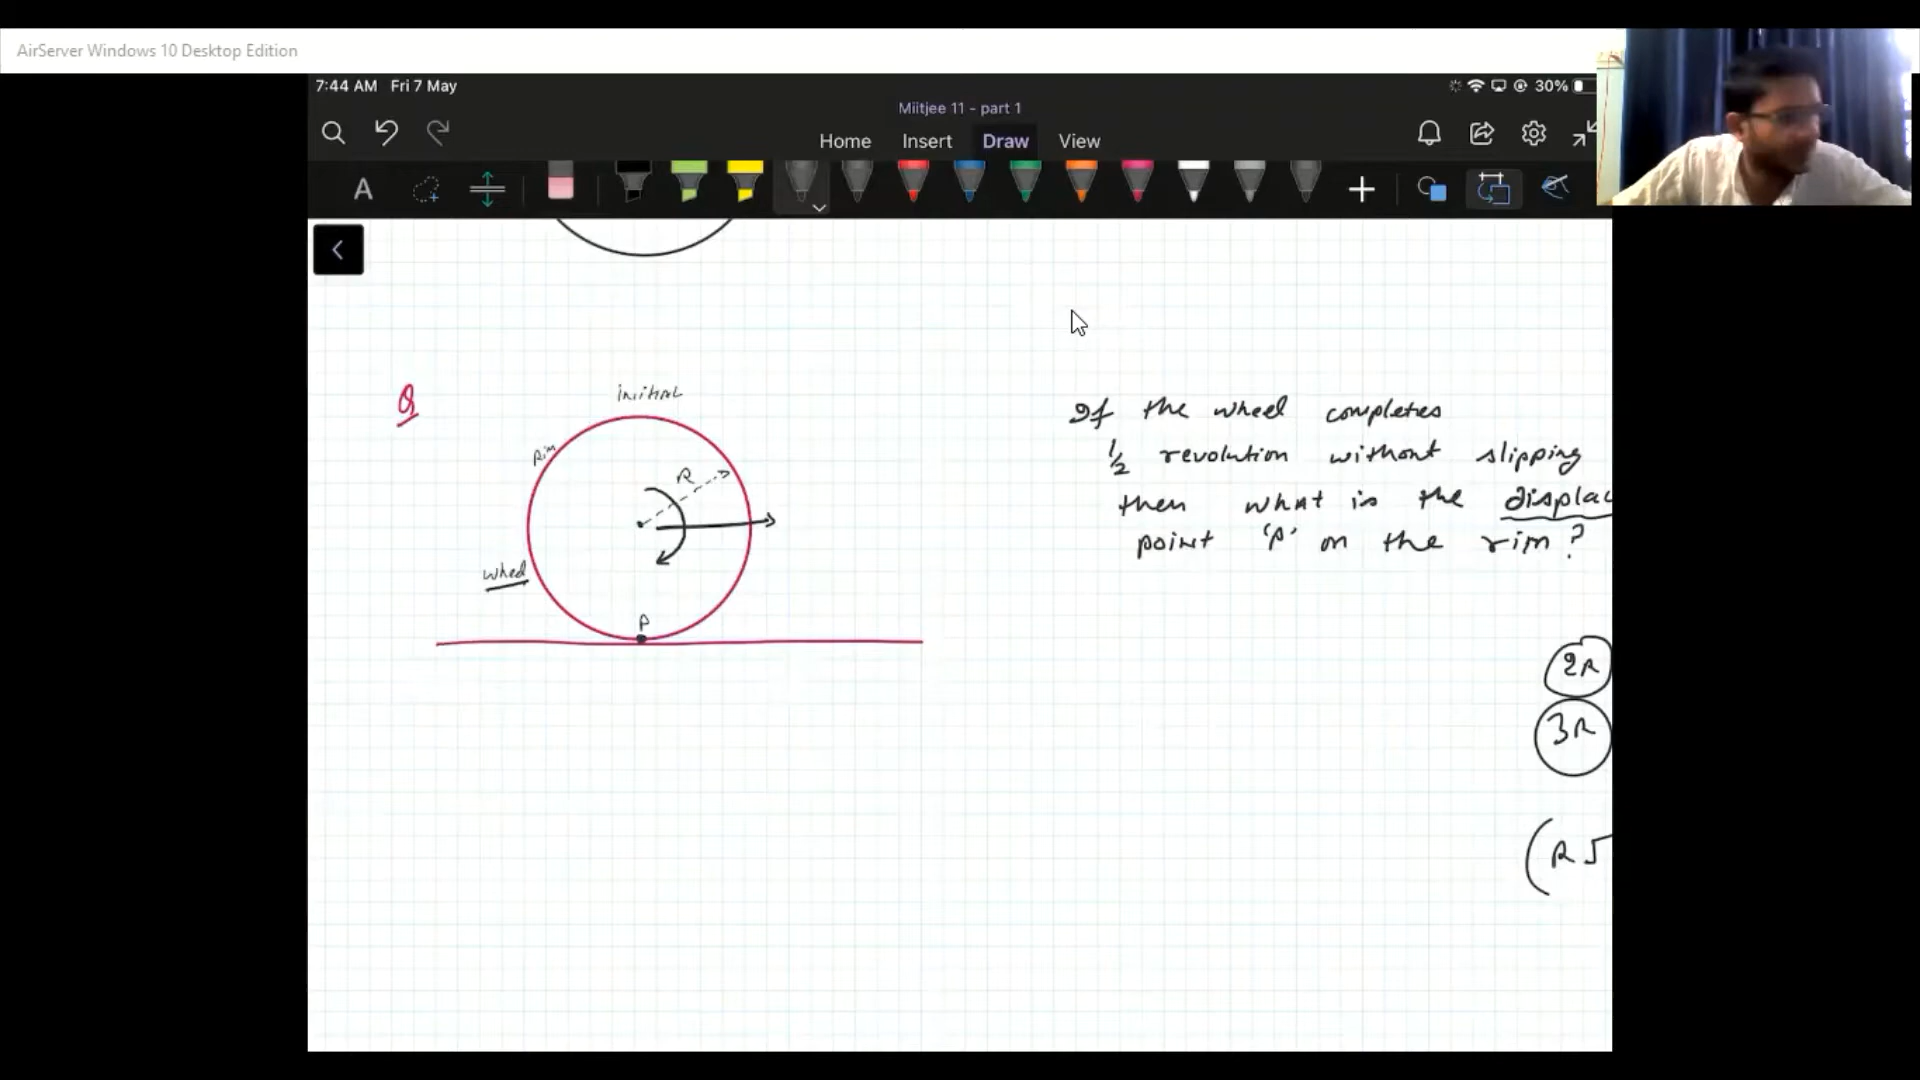 AirServer Windows 10 Desktop Edition
7:44 AM Fri 7 May
30%
Miitjee 11 - part 1
Home Insert Draw View
A
Q
initial
Rim
R
If the wheel completes
1/2 revolution without slipping
then what is the displac
point 'P' on the rim?
wheel
P
2R
3R
(R√